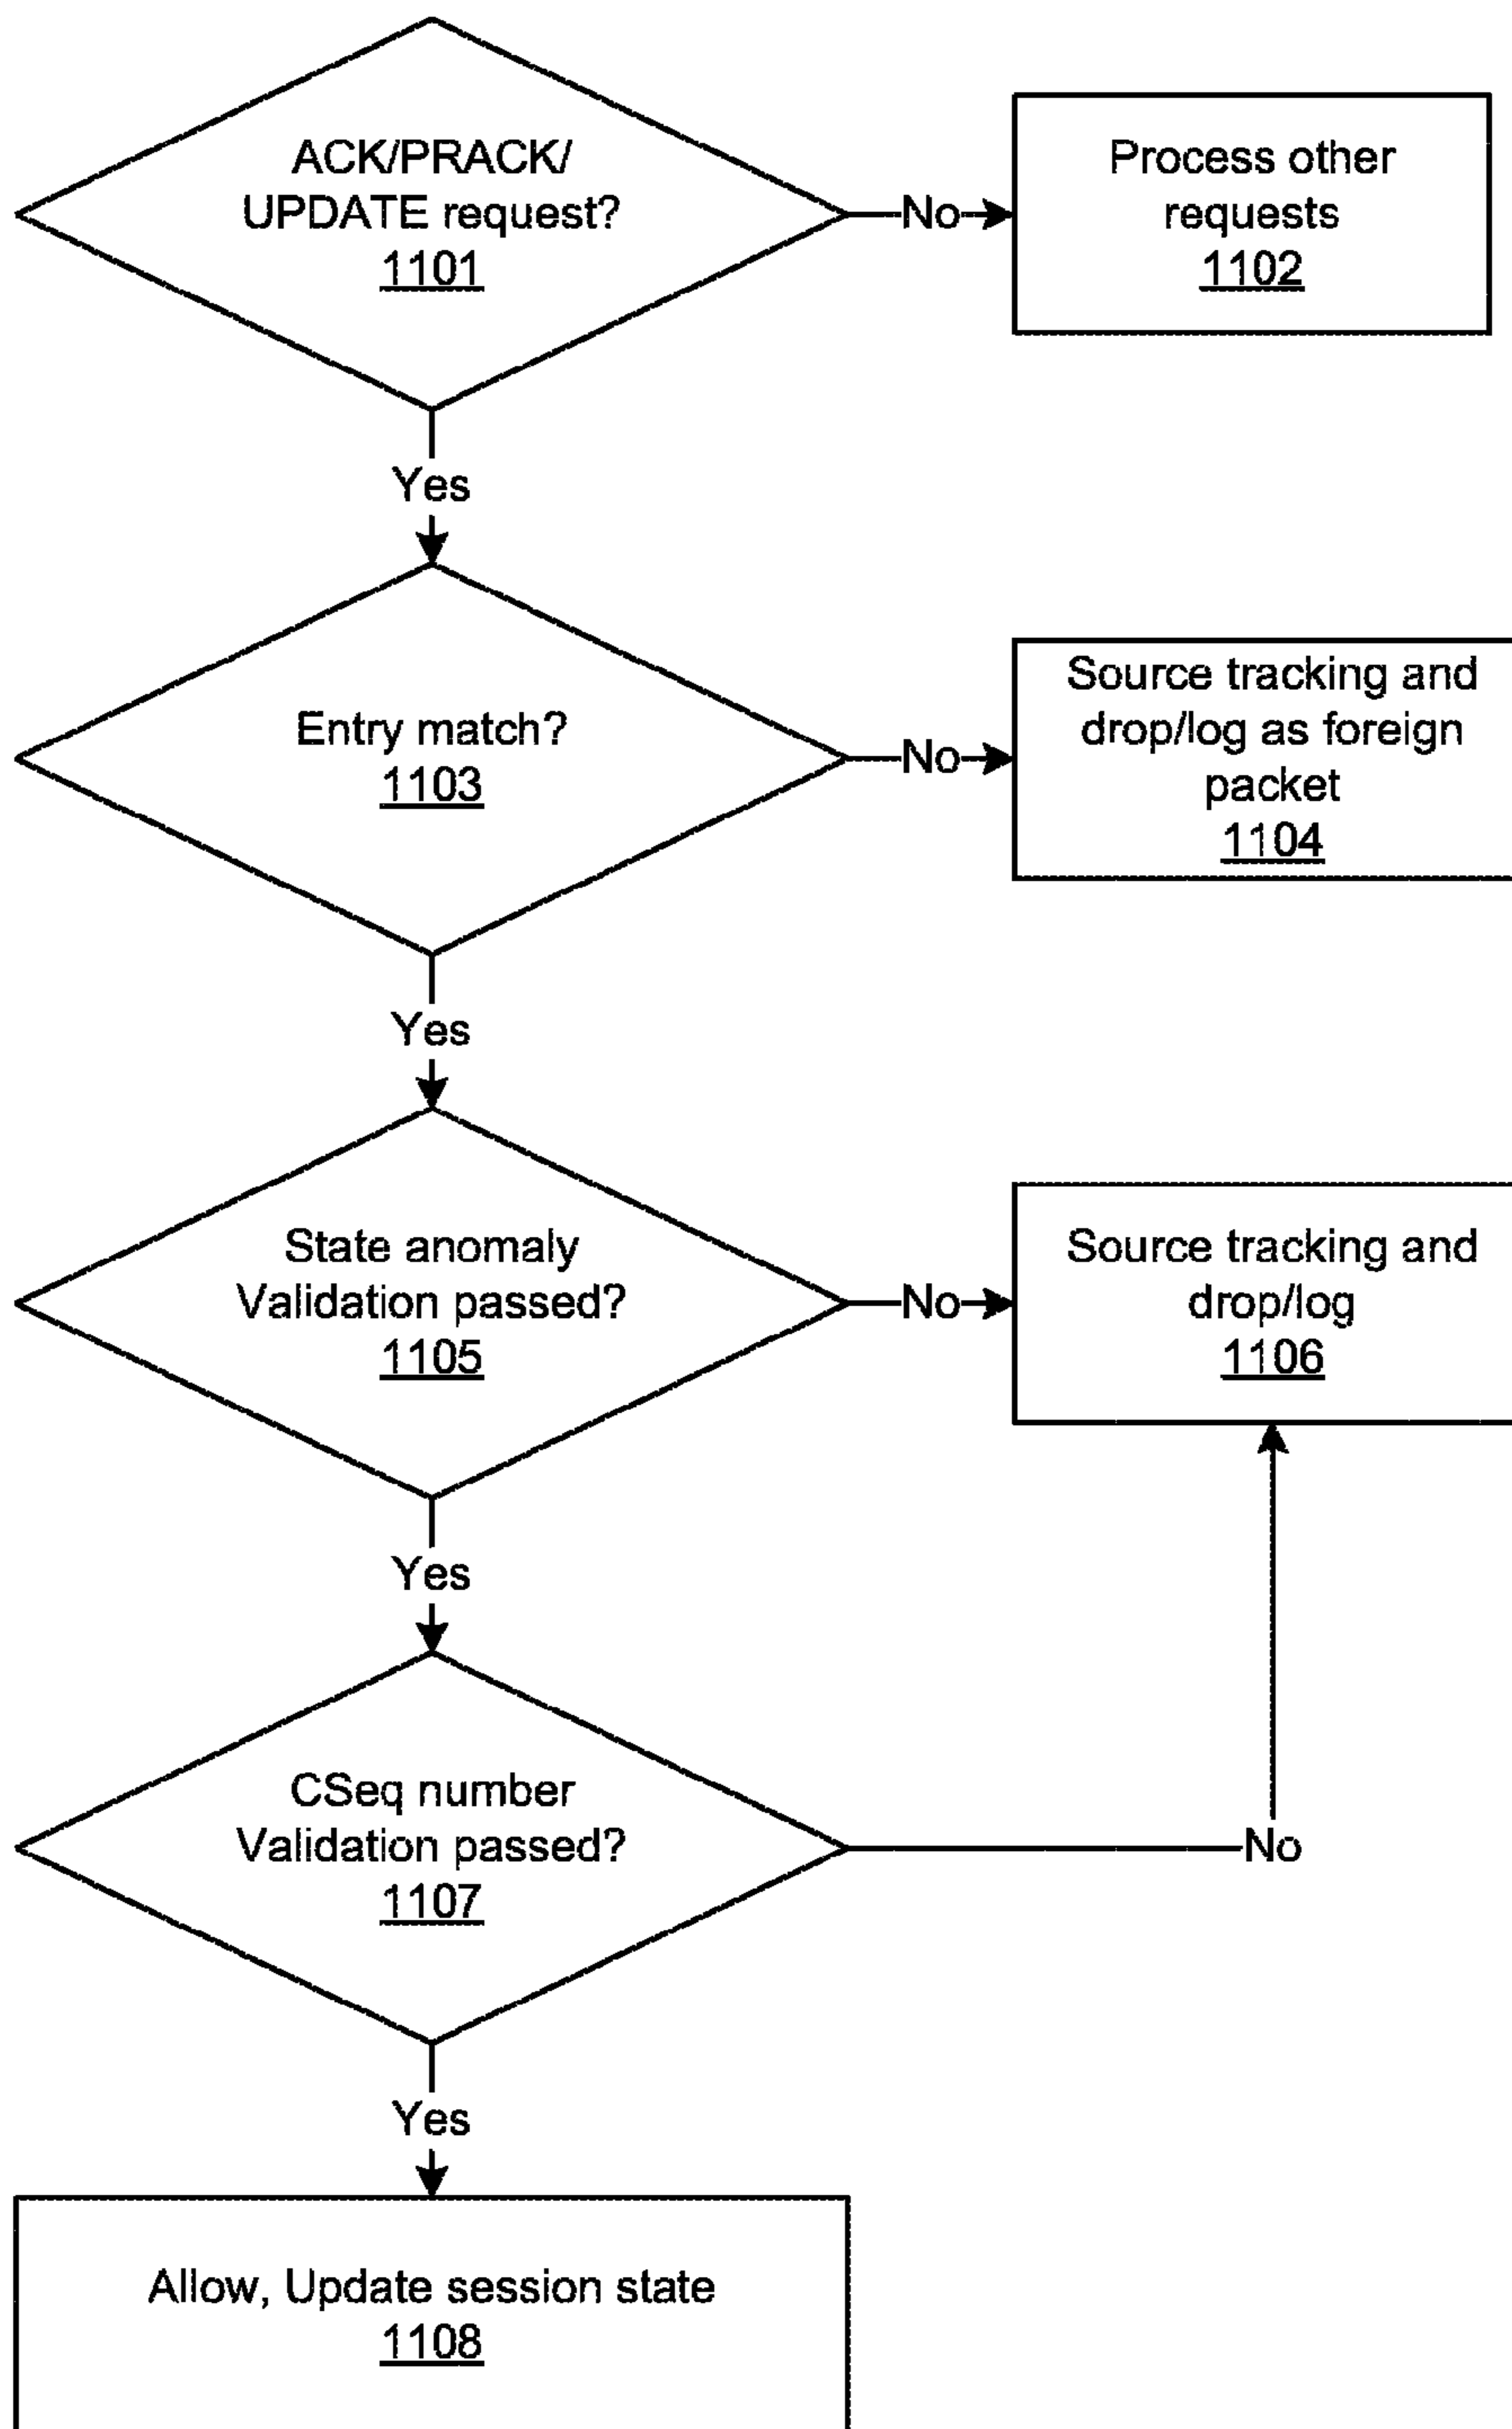 ACK/PRACK/
UPDATE request?
1101
No
Process other
requests
1102
Yes
Entry match?
1103
No
Source tracking and
drop/log as foreign
packet
1104
Yes
State anomaly
Validation passed?
1105
No
Source tracking and
drop/log
1106
Yes
CSeq number
Validation passed?
1107
No
Yes
Allow, Update session state
1108